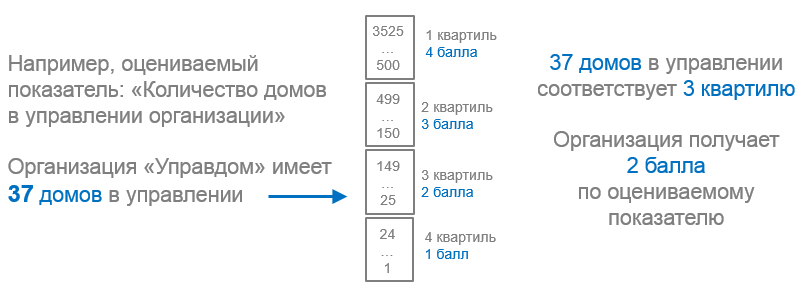 Например, оцениваемый
показатель: «Количество домов
в управлении организации»
Организация «Управдом» имеет
37 домов в управлении
3525
...
500
1 квартиль
4 балла
499
...
150
2 квартиль
3 балла
149
...
25
3 квартиль
2 балла
24
...
1
4 квартиль
1 балл
37 домов в управлении
соответствует 3 квартилю
Организация получает
2 балла
по оцениваемому
показателю